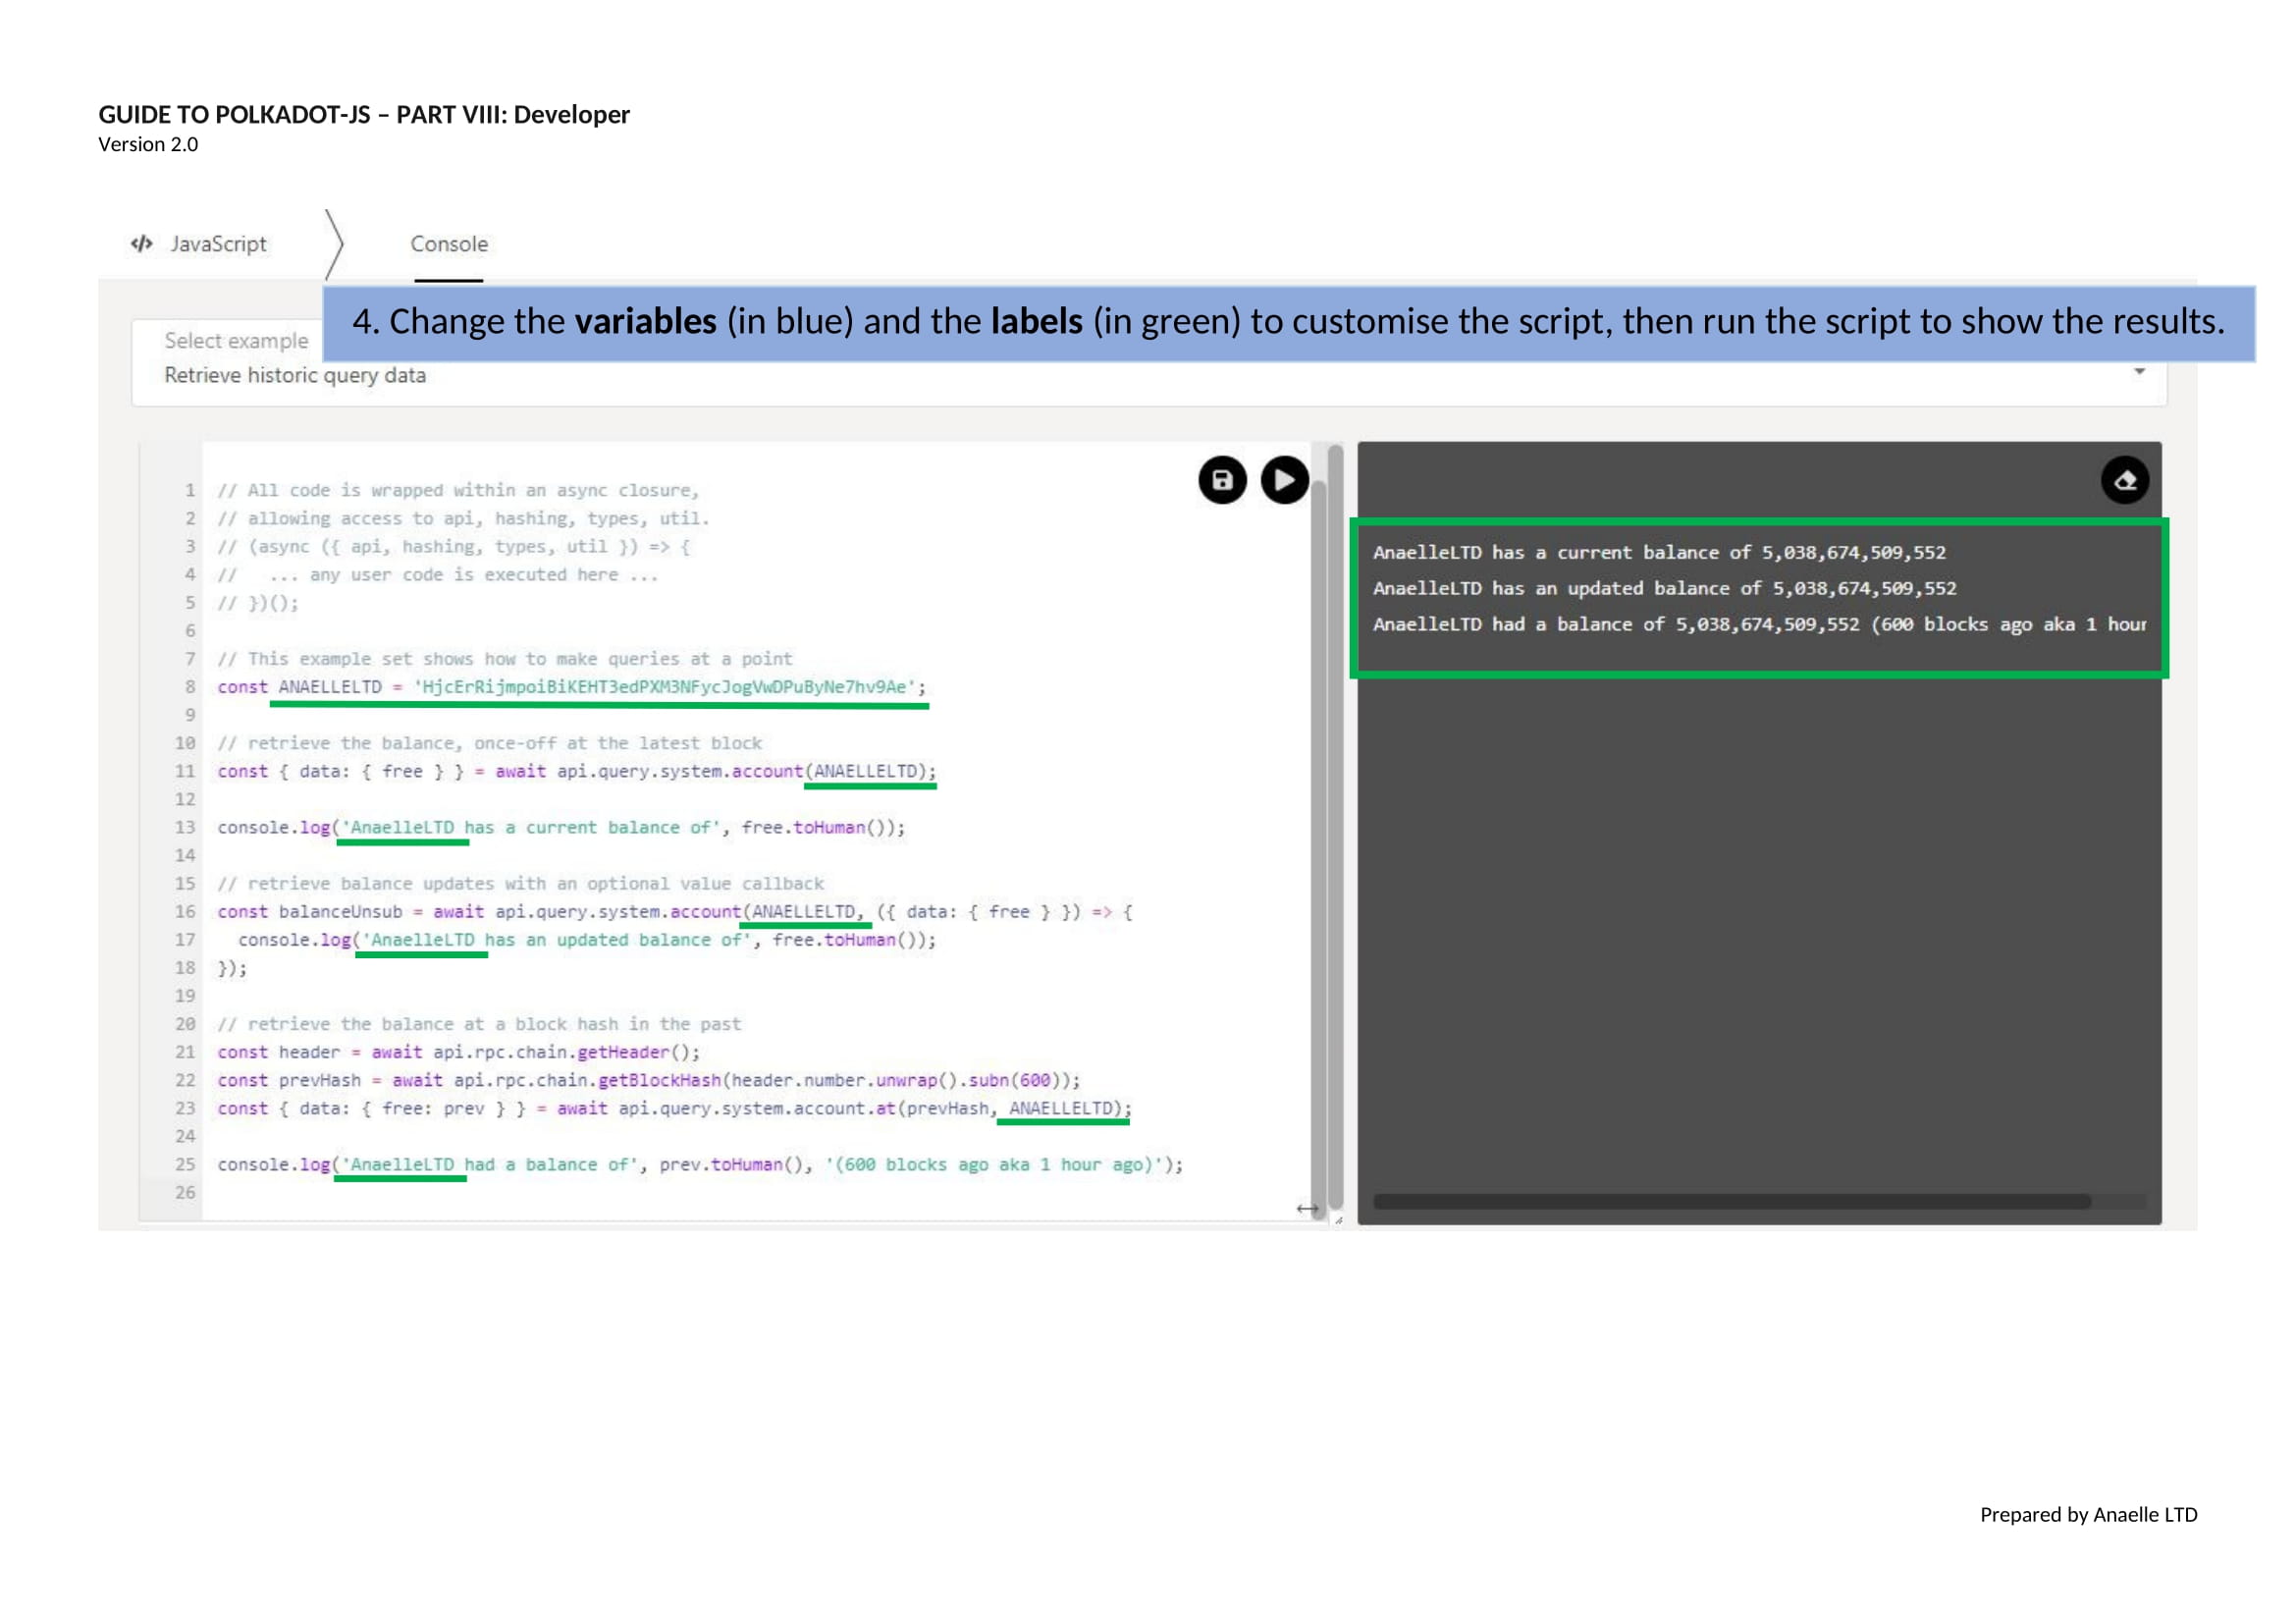 GUIDE TO POLKADOT-JS – PART VIII: Developer
Version 2.0
</> JavaScript
Console
4. Change the variables (in blue) and the labels (in green) to customise the script, then run the script to show the results.
Select example
Retrieve historic query data
1 // All code is wrapped within an async closure,
2 // allowing access to api, hashing, types, util.
3 // (async ({ api, hashing, types, util }) => {
4 //   ... any user code is executed here ...
5 // })();
6
7 // This example set shows how to make queries at a point
8 const ANAELLELTD = 'HjcErRijmpoiBiKEHT3edPXM3NFycJogVwDPuByNe7hv9Ae';
9
10 // retrieve the balance, once-off at the latest block
11 const { data: { free } } = await api.query.system.account(ANAELLELTD);
12
13 console.log('AnaelleLTD has a current balance of', free.toHuman());
14
15 // retrieve balance updates with an optional value callback
16 const balanceUnsub = await api.query.system.account(ANAELLELTD, ({ data: { free } }) => {
17   console.log('AnaelleLTD has an updated balance of', free.toHuman());
18 });
19
20 // retrieve the balance at a block hash in the past
21 const header = await api.rpc.chain.getHeader();
22 const prevHash = await api.rpc.chain.getBlockHash(header.number.unwrap().subn(600));
23 const { data: { free: prev } } = await api.query.system.account.at(prevHash, ANAELLELTD);
24
25 console.log('AnaelleLTD had a balance of', prev.toHuman(), '(600 blocks ago aka 1 hour ago)');
26
AnaelleLTD has a current balance of 5,038,674,509,552
AnaelleLTD has an updated balance of 5,038,674,509,552
AnaelleLTD had a balance of 5,038,674,509,552 (600 blocks ago aka 1 hour
Prepared by Anaelle LTD